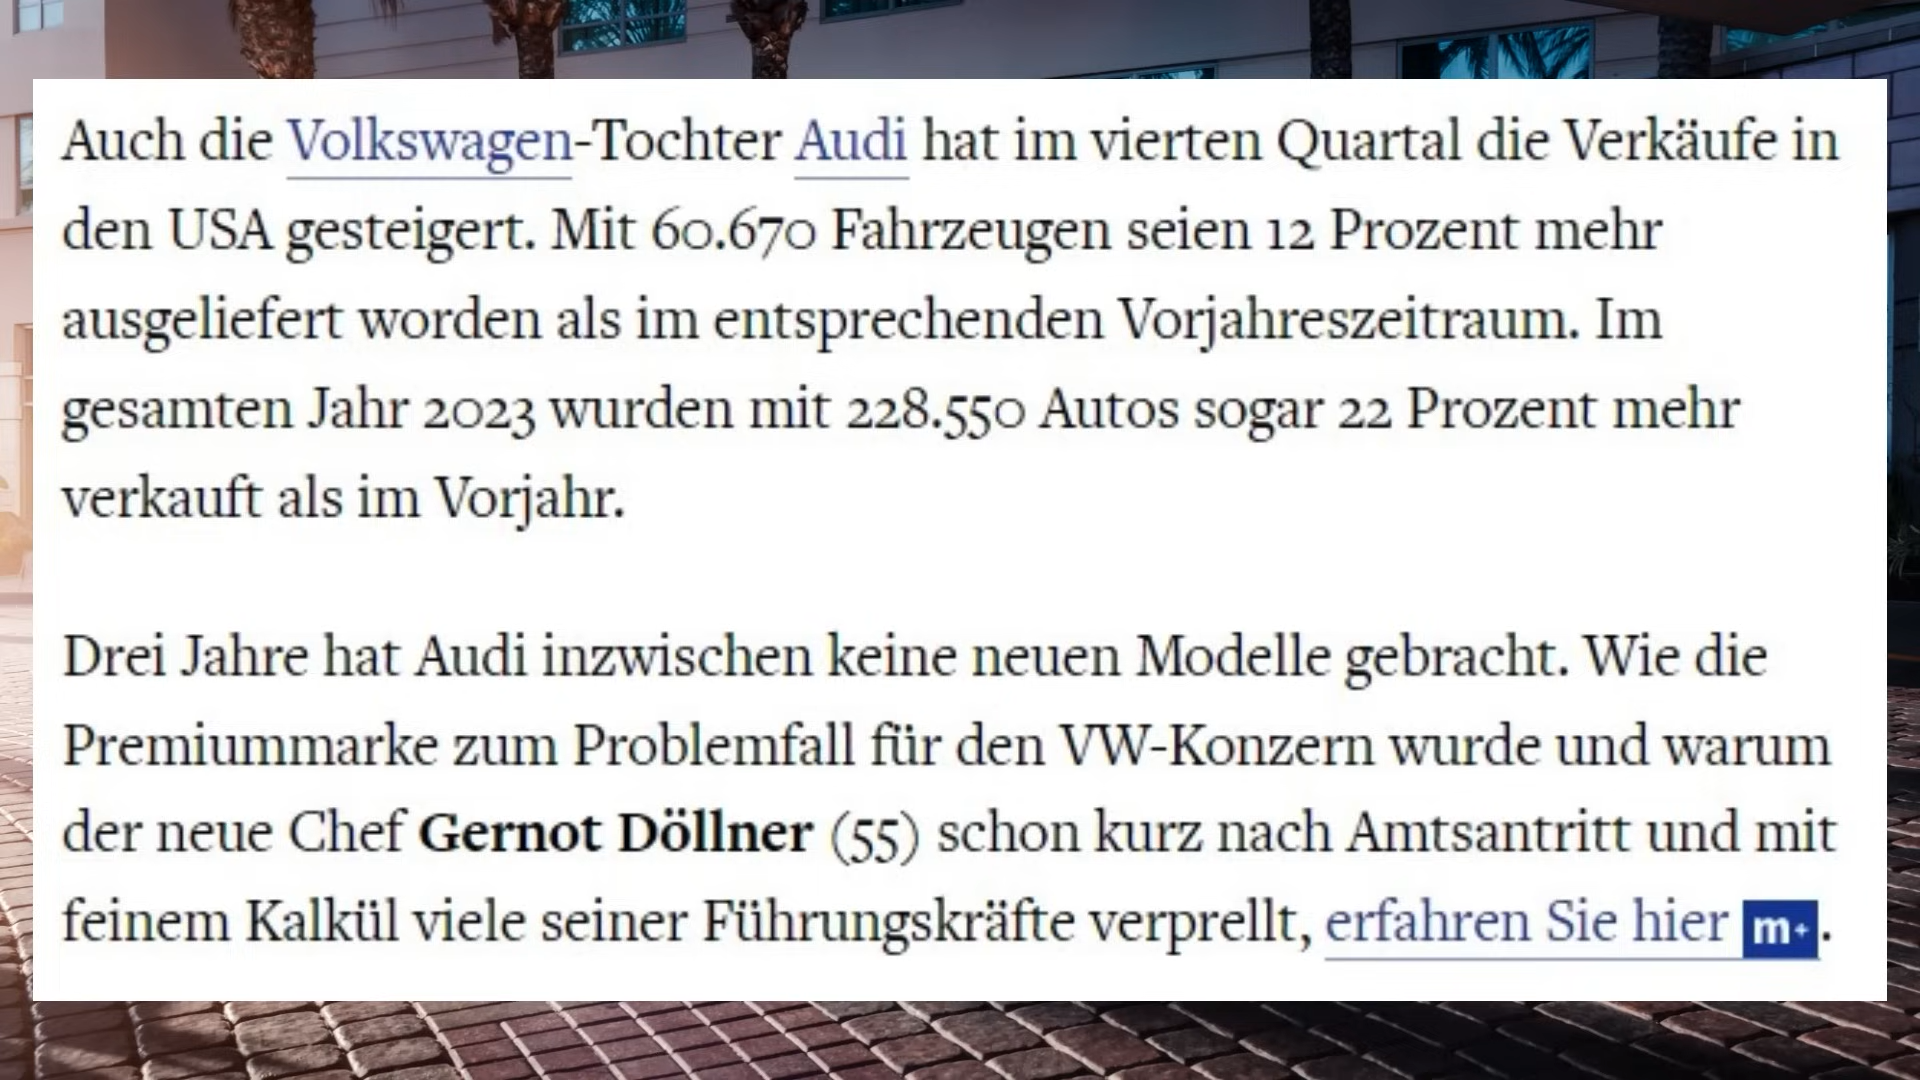 Auch die Volkswagen-Tochter Audi hat im vierten Quartal die Verkäufe in
den USA gesteigert. Mit 60.670 Fahrzeugen seien 12 Prozent mehr
ausgeliefert worden als im entsprechenden Vorjahreszeitraum. Im
gesamten Jahr 2023 wurden mit 228.550 Autos sogar 22 Prozent mehr
verkauft als im Vorjahr.
Drei Jahre hat Audi inzwischen keine neuen Modelle gebracht. Wie die
Premiummarke zum Problemfall für den VW-Konzern wurde und warum
der neue Chef Gernot Döllner (55) schon kurz nach Amtsantritt und mit
feinem Kalkül viele seiner Führungskräfte verprellt, erfahren Sie hier m+.